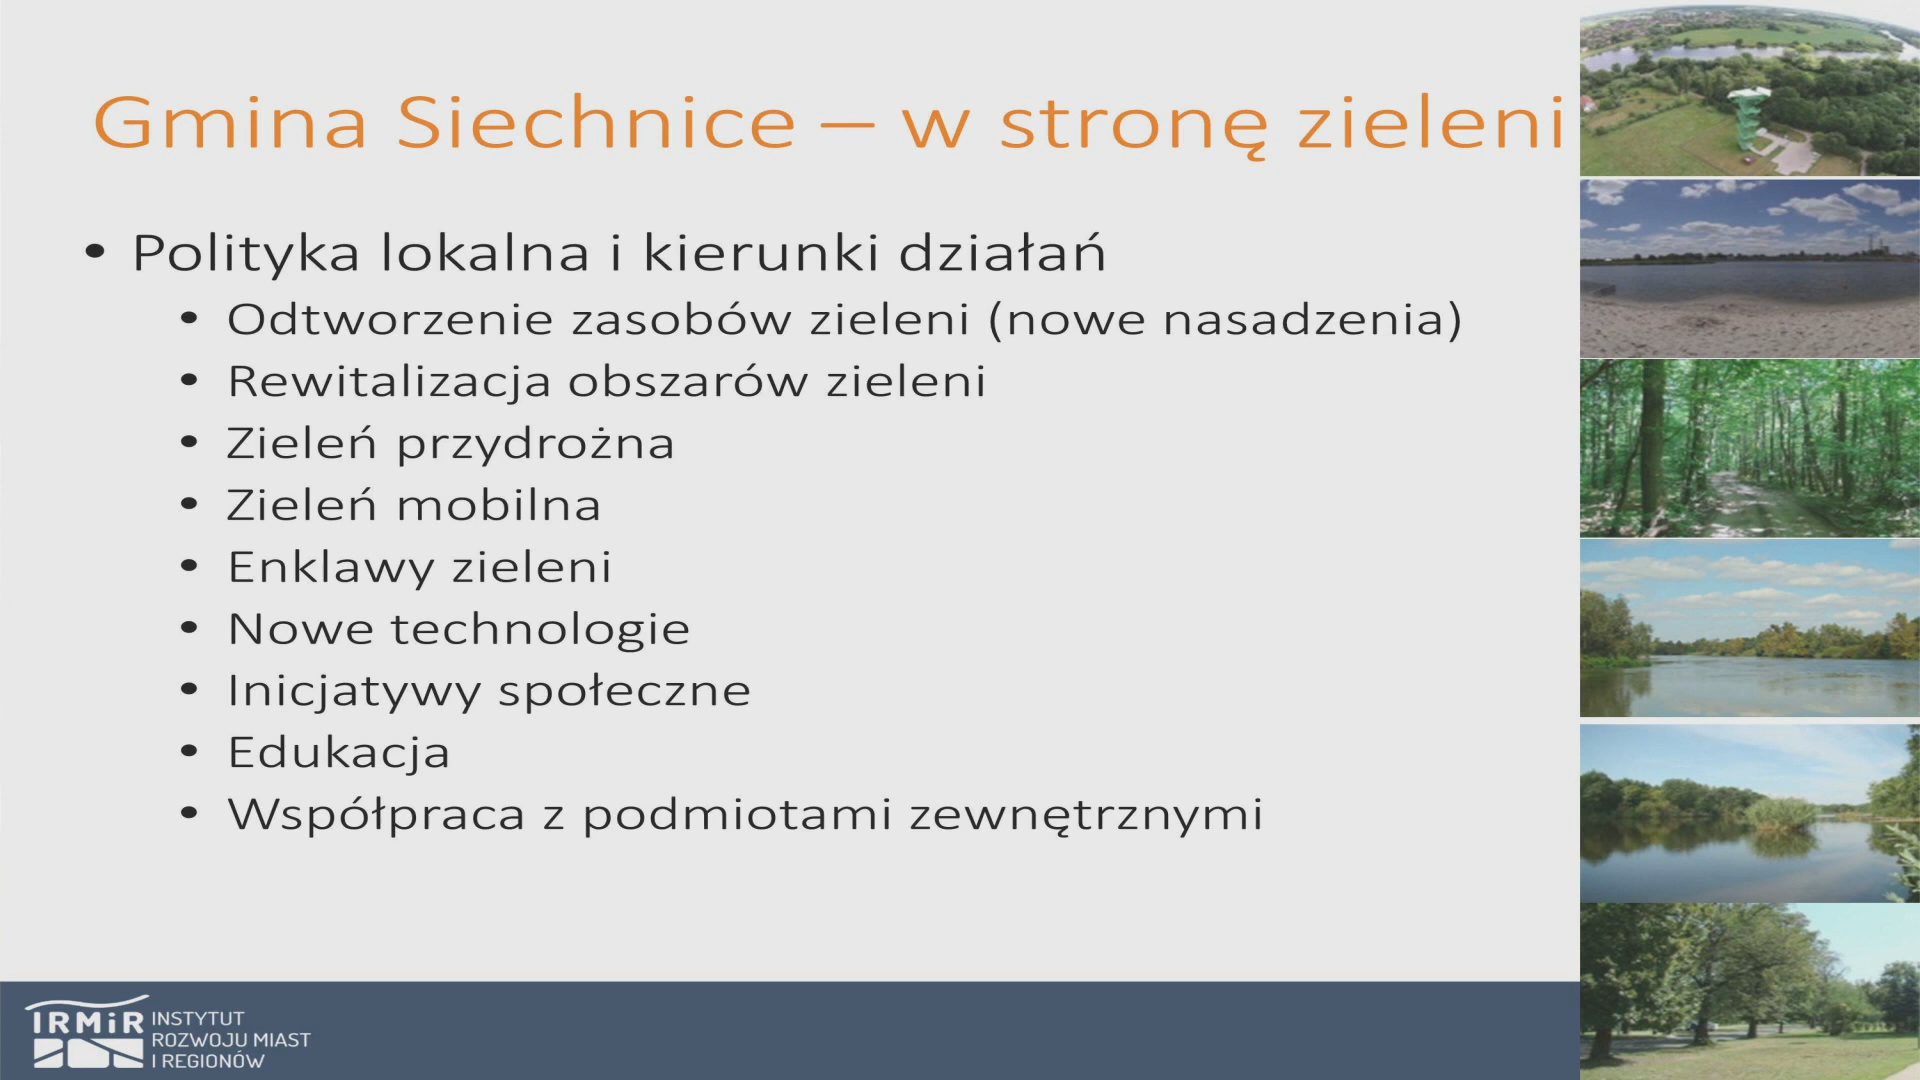 Gmina Siechnice – w stronę zieleni
• Polityka lokalna i kierunki działań
• Odtworzenie zasobów zieleni (nowe nasadzenia)
• Rewitalizacja obszarów zieleni
• Zieleń przydrożna
• Zieleń mobilna
• Enklawy zieleni
• Nowe technologie
• Inicjatywy społeczne
• Edukacja
• Współpraca z podmiotami zewnętrznymi
IRMiR
INSTYTUT
ROZWOJU MIAST
I REGIONÓW